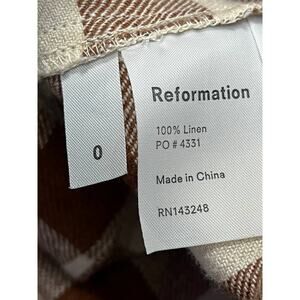 0
Reformation
100% Linen
PO # 4331
Made in China
RN143248